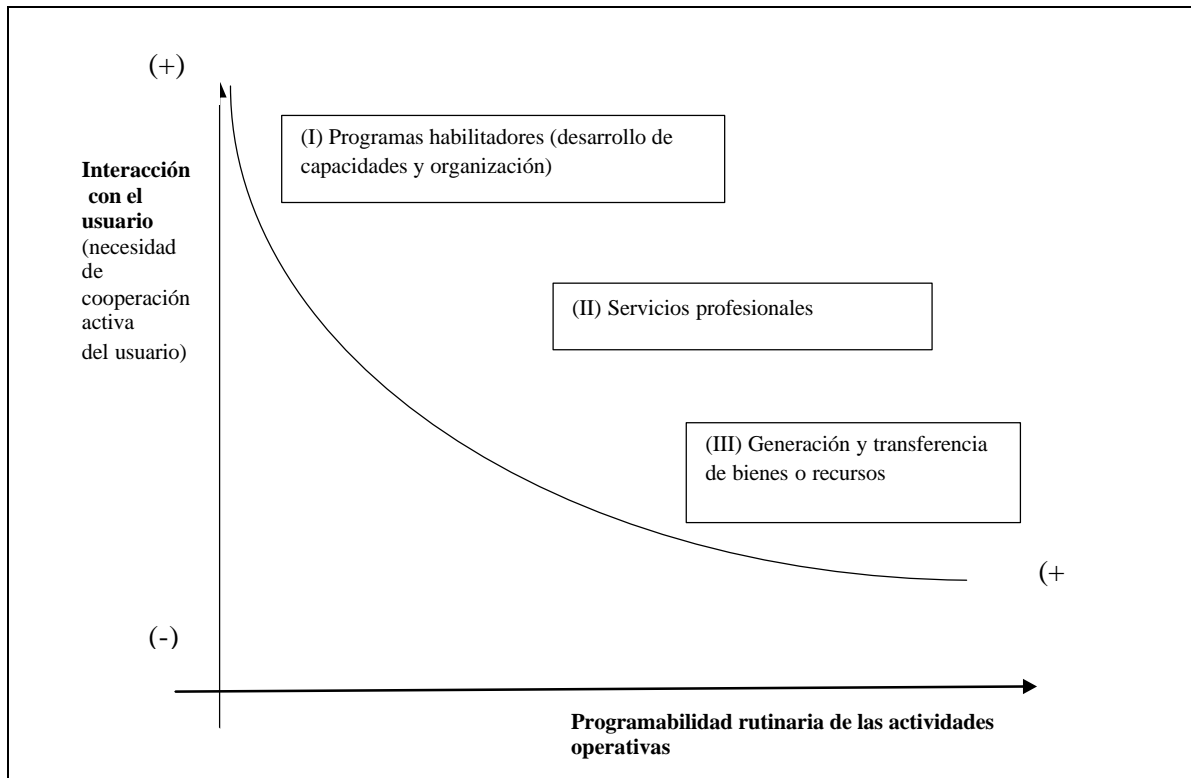 (+)
(I) Programas habilitadores (desarrollo de
capacidades y organización)
Interacción
con el
usuario
(necesidad
de
cooperación
activa
del usuario)
(II) Servicios profesionales
(III) Generación y transferencia
de bienes o recursos
(+
(-)
Programabilidad rutinaria de las actividades
operativas